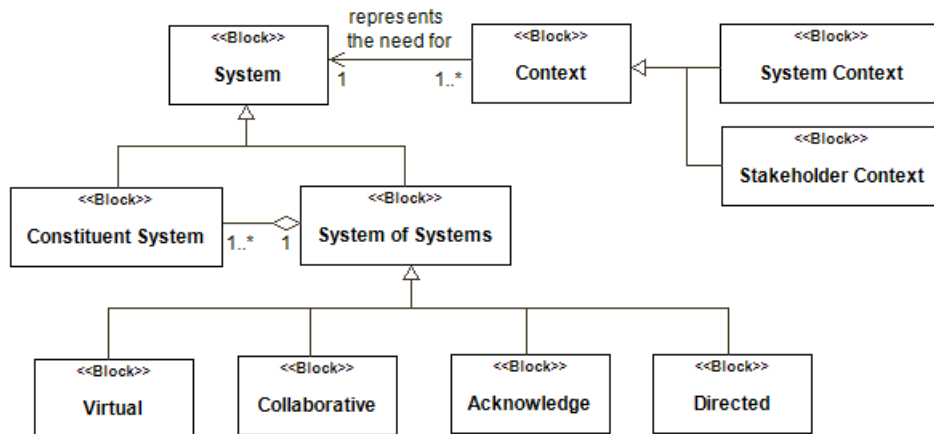 represents
the need for
<<Block>>
System
1
1..*
<<Block>>
Context
<<Block>>
System Context
<<Block>>
Stakeholder Context
<<Block>>
Constituent System
1..*
1
<<Block>>
System of Systems
<<Block>>
Virtual
<<Block>>
Collaborative
<<Block>>
Acknowledge
<<Block>>
Directed